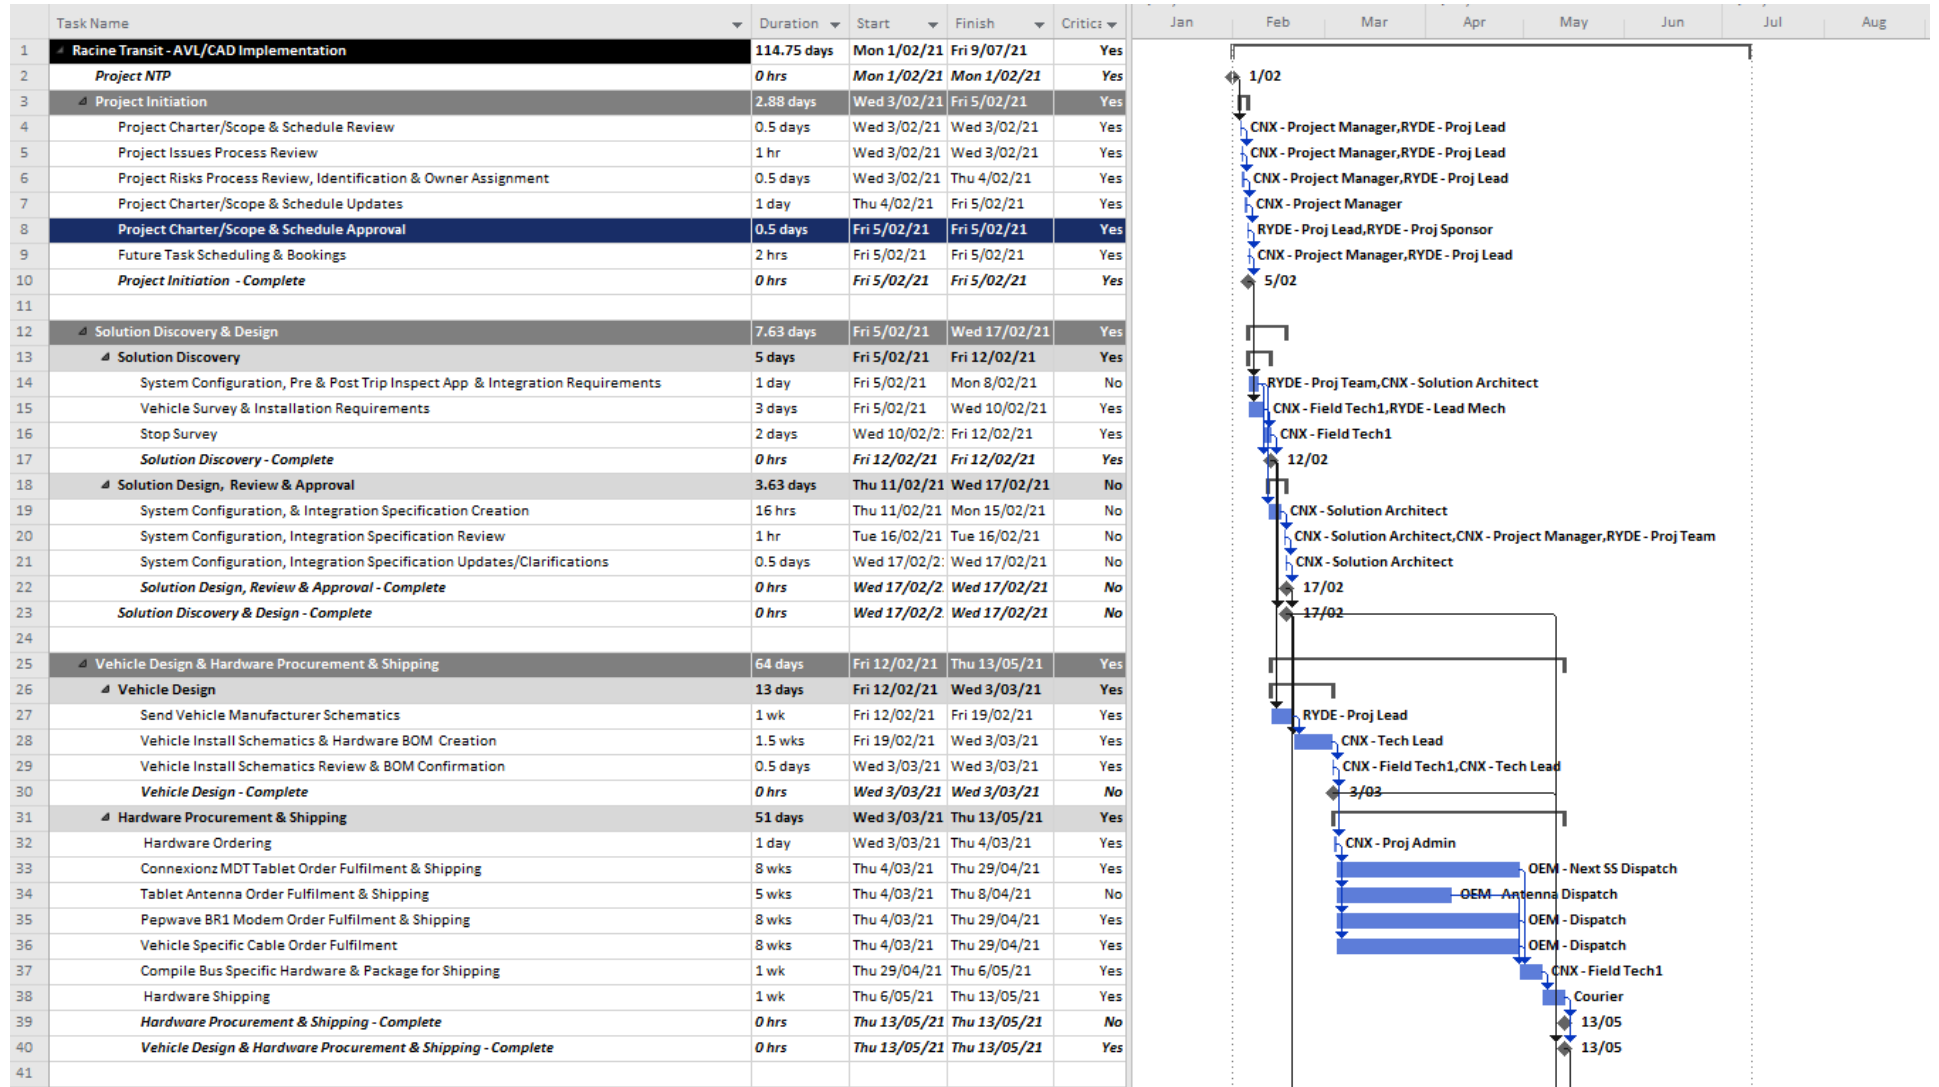 Task Name Duration Start Finish Critica Jan Feb Mar Apr May Jun Jul Aug
1 Racine Transit - AVL/CAD Implementation 114.75 days Mon 1/02/21 Fri 9/07/21 Yes
2 Project NTP 0 hrs Mon 1/02/21 Mon 1/02/21 Yes 1/02
3 Project Initiation 2.88 days Wed 3/02/21 Fri 5/02/21 Yes
4 Project Charter/Scope & Schedule Review 0.5 days Wed 3/02/21 Wed 3/02/21 Yes CNX - Project Manager,RYDE - Proj Lead
5 Project Issues Process Review 1 hr Wed 3/02/21 Wed 3/02/21 Yes CNX - Project Manager,RYDE - Proj Lead
6 Project Risks Process Review, Identification & Owner Assignment 0.5 days Wed 3/02/21 Thu 4/02/21 Yes CNX - Project Manager,RYDE - Proj Lead
7 Project Charter/Scope & Schedule Updates 1 day Thu 4/02/21 Fri 5/02/21 Yes CNX - Project Manager
8 Project Charter/Scope & Schedule Approval 0.5 days Fri 5/02/21 Fri 5/02/21 Yes RYDE - Proj Lead,RYDE - Proj Sponsor
9 Future Task Scheduling & Bookings 2 hrs Fri 5/02/21 Fri 5/02/21 Yes CNX - Project Manager,RYDE - Proj Lead
10 Project Initiation - Complete 0 hrs Fri 5/02/21 Fri 5/02/21 Yes 5/02
11
12 Solution Discovery & Design 7.63 days Fri 5/02/21 Wed 17/02/21 Yes
13 Solution Discovery 5 days Fri 5/02/21 Fri 12/02/21 Yes
14 System Configuration, Pre & Post Trip Inspect App & Integration Requirements 1 day Fri 5/02/21 Mon 8/02/21 No RYDE - Proj Team,CNX - Solution Architect
15 Vehicle Survey & Installation Requirements 3 days Fri 5/02/21 Wed 10/02/21 Yes CNX - Field Tech1,RYDE - Lead Mech
16 Stop Survey 2 days Wed 10/02/2 Fri 12/02/21 Yes CNX - Field Tech1
17 Solution Discovery - Complete 0 hrs Fri 12/02/21 Fri 12/02/21 Yes 12/02
18 Solution Design, Review & Approval 3.63 days Thu 11/02/21 Wed 17/02/21 No
19 System Configuration, & Integration Specification Creation 16 hrs Thu 11/02/21 Mon 15/02/21 No CNX - Solution Architect
20 System Configuration, Integration Specification Review 1 hr Tue 16/02/21 Tue 16/02/21 No CNX - Solution Architect,CNX - Project Manager,RYDE - Proj Team
21 System Configuration, Integration Specification Updates/Clarifications 0.5 days Wed 17/02/2 Wed 17/02/21 No CNX - Solution Architect
22 Solution Design, Review & Approval - Complete 0 hrs Wed 17/02/2 Wed 17/02/21 No 17/02
23 Solution Discovery & Design - Complete 0 hrs Wed 17/02/2 Wed 17/02/21 No 17/02
24
25 Vehicle Design & Hardware Procurement & Shipping 64 days Fri 12/02/21 Thu 13/05/21 Yes
26 Vehicle Design 13 days Fri 12/02/21 Wed 3/03/21 Yes
27 Send Vehicle Manufacturer Schematics 1 wk Fri 12/02/21 Fri 19/02/21 Yes RYDE - Proj Lead
28 Vehicle Install Schematics & Hardware BOM Creation 1.5 wks Fri 19/02/21 Wed 3/03/21 Yes CNX - Tech Lead
29 Vehicle Install Schematics Review & BOM Confirmation 0.5 days Wed 3/03/21 Wed 3/03/21 Yes CNX - Field Tech1,CNX - Tech Lead
30 Vehicle Design - Complete 0 hrs Wed 3/03/21 Wed 3/03/21 No 3/03
31 Hardware Procurement & Shipping 51 days Wed 3/03/21 Thu 13/05/21 Yes
32 Hardware Ordering 1 day Wed 3/03/21 Thu 4/03/21 Yes CNX - Proj Admin
33 Connexionz MDT Tablet Order Fulfilment & Shipping 8 wks Thu 4/03/21 Thu 29/04/21 Yes OEM - Next SS Dispatch
34 Tablet Antenna Order Fulfilment & Shipping 5 wks Thu 4/03/21 Thu 8/04/21 No OEM - Antenna Dispatch
35 Pepwave BR1 Modem Order Fulfilment & Shipping 8 wks Thu 4/03/21 Thu 29/04/21 Yes OEM - Dispatch
36 Vehicle Specific Cable Order Fulfilment 8 wks Thu 4/03/21 Thu 29/04/21 Yes OEM - Dispatch
37 Compile Bus Specific Hardware & Package for Shipping 1 wk Thu 29/04/21 Thu 6/05/21 Yes CNX - Field Tech1
38 Hardware Shipping 1 wk Thu 6/05/21 Thu 13/05/21 Yes Courier
39 Hardware Procurement & Shipping - Complete 0 hrs Thu 13/05/21 Thu 13/05/21 No 13/05
40 Vehicle Design & Hardware Procurement & Shipping - Complete 0 hrs Thu 13/05/21 Thu 13/05/21 Yes 13/05
41